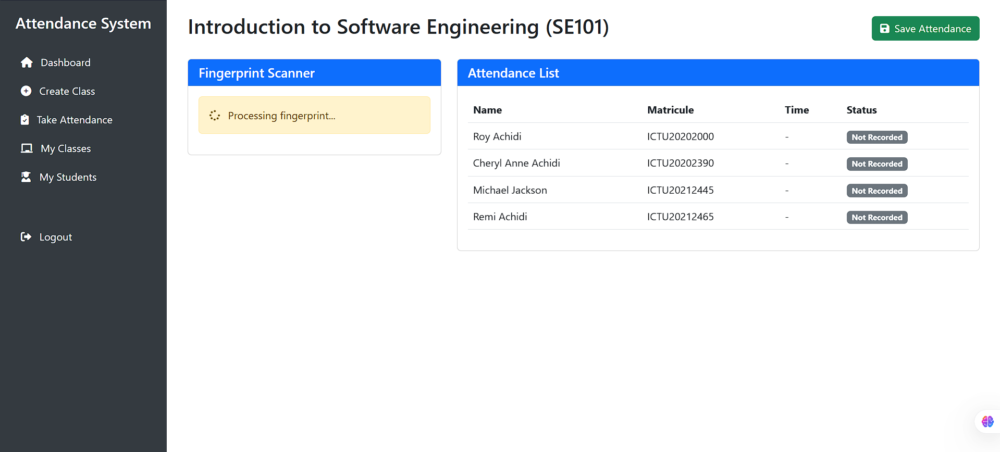 Attendance System
Dashboard
Create Class
Take Attendance
My Classes
My Students
Logout
Introduction to Software Engineering (SE101)
Save Attendance
Fingerprint Scanner
Processing fingerprint...
Attendance List
Name Matricule Time Status
Roy Achidi ICTU20202000 - Not Recorded
Cheryl Anne Achidi ICTU20202390 - Not Recorded
Michael Jackson ICTU20212445 - Not Recorded
Remi Achidi ICTU20212465 - Not Recorded